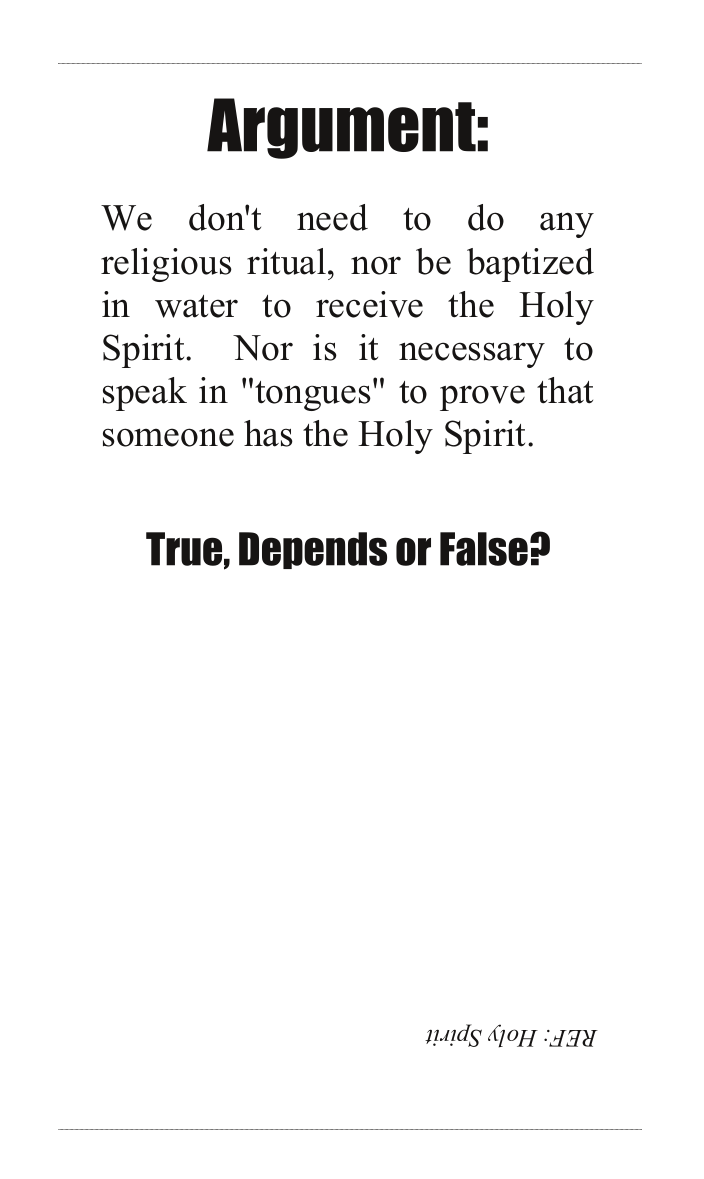 Argument:
We don't need to do any
religious ritual, nor be baptized
in water to receive the Holy
Spirit.  Nor is it necessary to
speak in "tongues" to prove that
someone has the Holy Spirit.
True, Depends or False?
REF: Holy Spirit